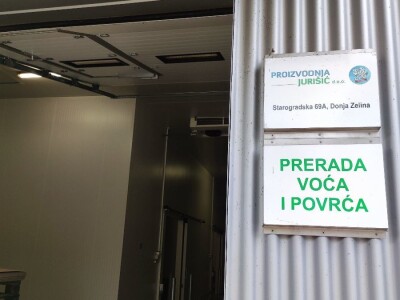 PROIZVODNJA
JURIŠIĆ d.o.o.
Starogradska 69A, Donja Zelina
PRERADA
VOĆA
I POVRĆA